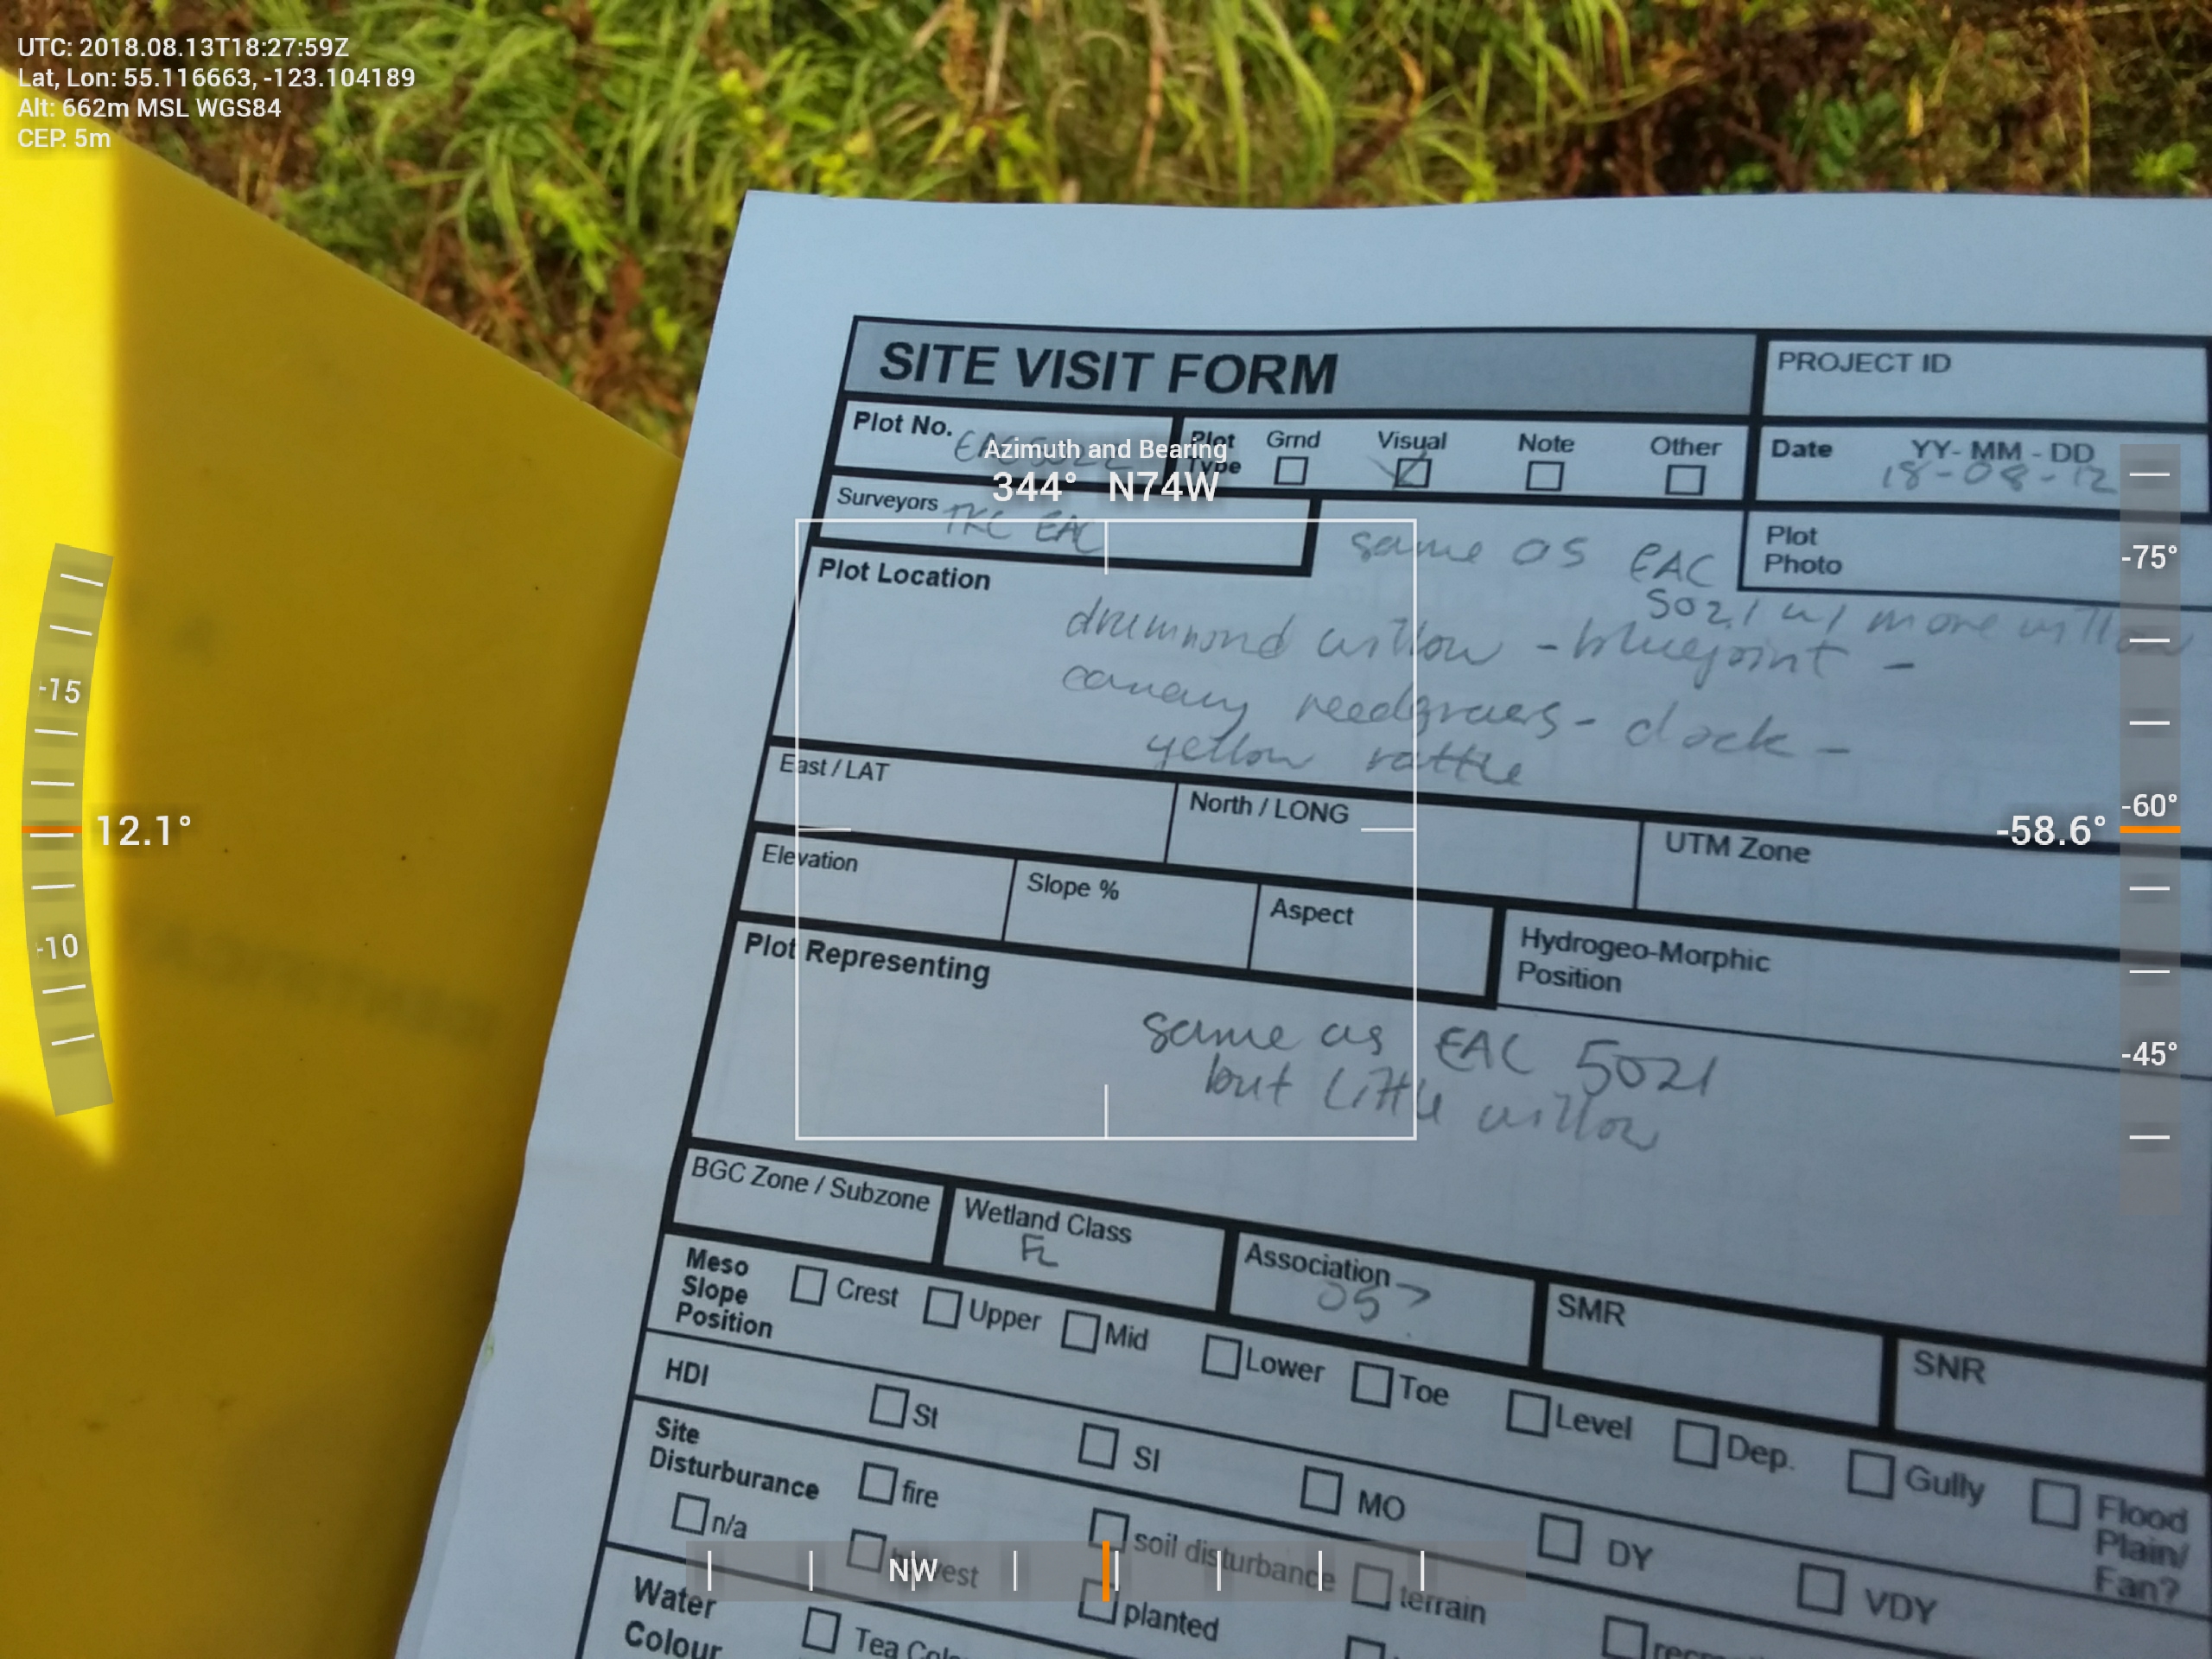 UTC: 2018.08.13T18:27:59Z
Lat, Lon: 55.116663, -123.104189
Alt: 662m MSL WGS84
CEP: 5m
SITE VISIT FORM
PROJECT ID
Plot No. EAC5022
Plot Type Grnd Visual Note Other
Date YY-MM-DD
18-08-12
Azimuth and Bearing
344° N74W
Surveyors TKC EAC
same as EAC
5021 w/ more willow
Plot Photo
Plot Location
drummond willow - bluejoint -
canary reedgrass - dock -
yellow rattle
East / LAT
North / LONG
UTM Zone
Elevation
Slope %
Aspect
Hydrogeo-Morphic
Position
Plot Representing
same as EAC 5021
but little willow
BGC Zone / Subzone
Wetland Class
FL
Association
05?
SMR
SNR
Meso
Slope
Position
Crest Upper Mid Lower Toe Level Dep. Gully Flood
Plain/
Fan?
HDI St SI MO DY VDY
Site
Disturburance
fire soil disturbance terrain
n/a planted
Water
Colour
-15
12.1°
-10
-75°
-60°
-58.6°
-45°
NW